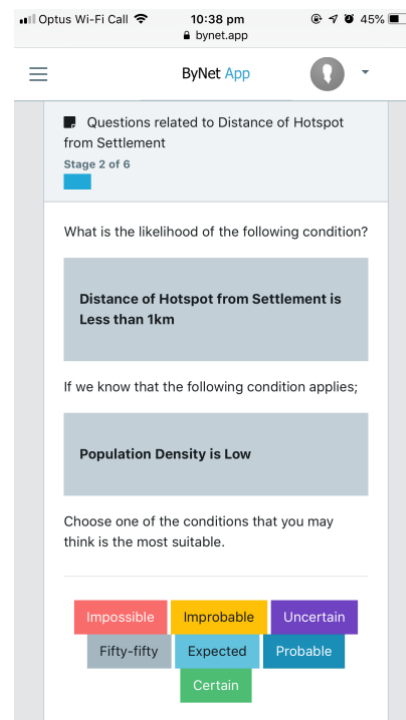 Optus Wi-Fi Call 10:38 pm 45%
bynet.app
ByNet App
Questions related to Distance of Hotspot
from Settlement
Stage 2 of 6
What is the likelihood of the following condition?
Distance of Hotspot from Settlement is
Less than 1km
If we know that the following condition applies;
Population Density is Low
Choose one of the conditions that you may
think is the most suitable.
Impossible Improbable Uncertain
Fifty-fifty Expected Probable
Certain